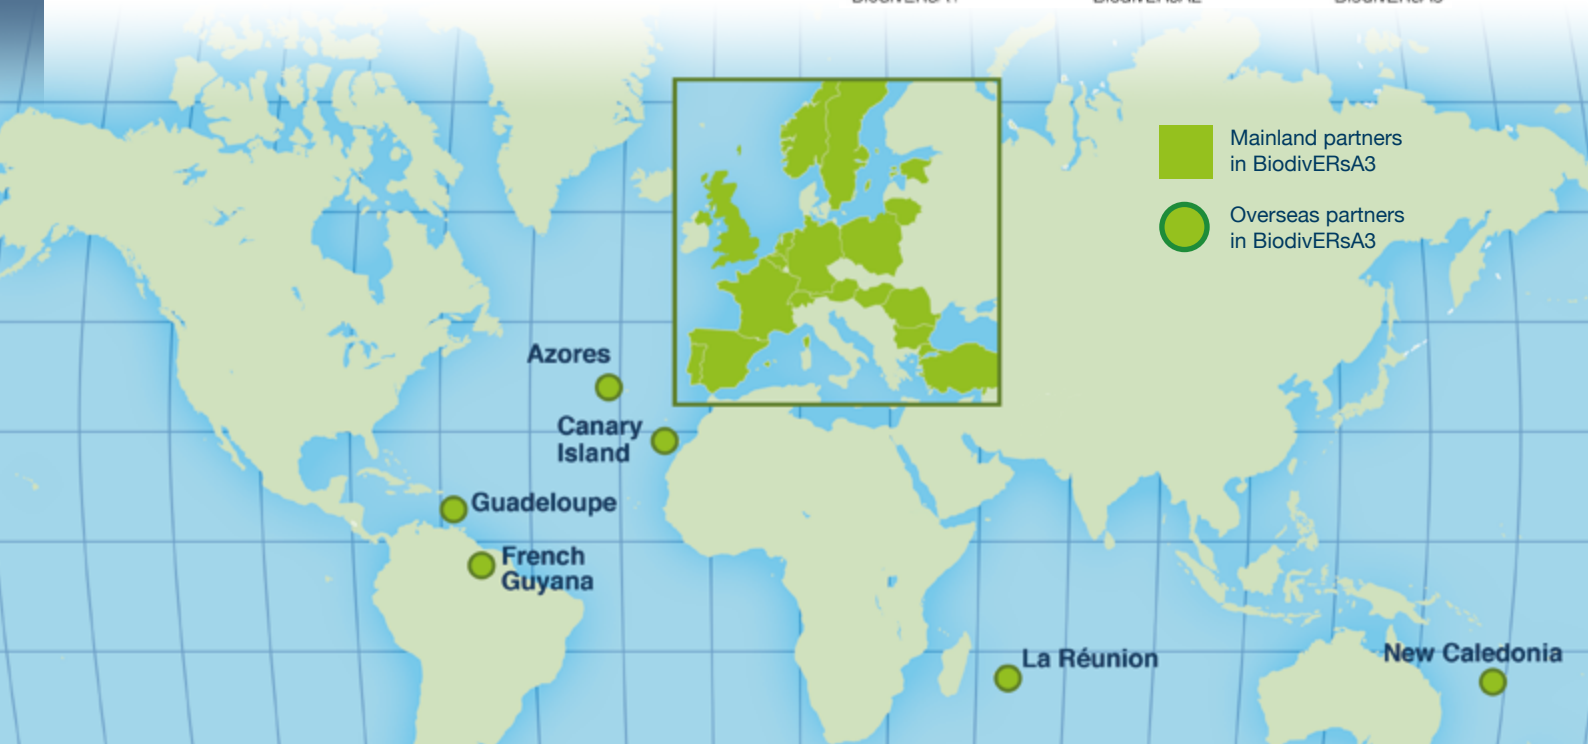 Mainland partners
in BiodivERsA3
Overseas partners
in BiodivERsA3
Azores
Canary
Island
Guadeloupe
French
Guyana
La Réunion
New Caledonia